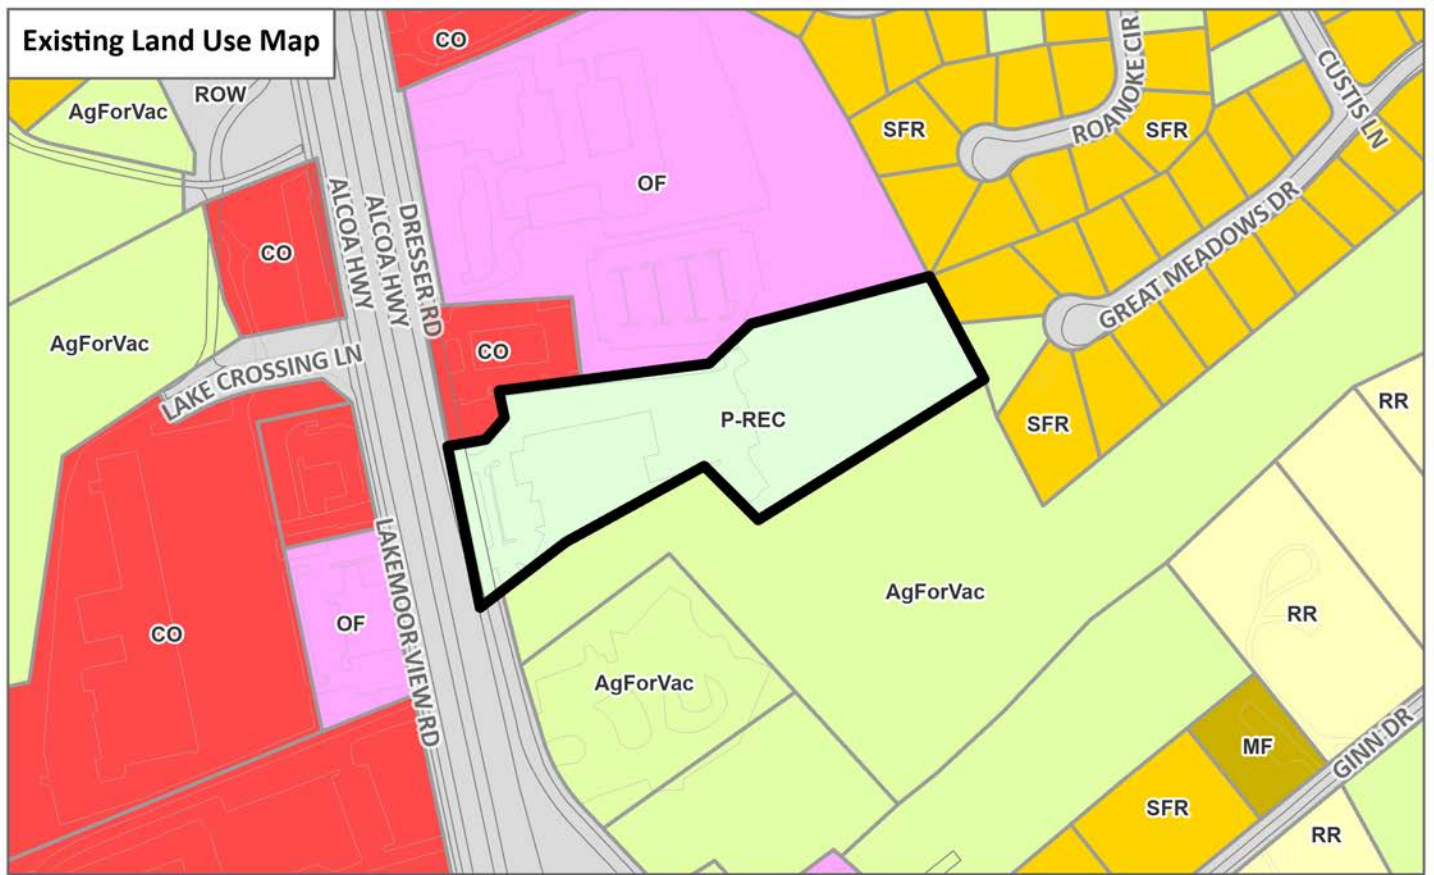 Existing Land Use Map
CO
ROANOKE CIR
CUSTIS LN
ROW
AgForVac
SFR
SFR
OF
ALCOA HWY
ALCOA HWY
DRESSER RD
CO
GREAT MEADOWS DR
AgForVac
CO
LAKE CROSSING LN
RR
P-REC
SFR
AgForVac
RR
OF
CO
LAKEMOOR VIEW RD
AgForVac
MF
GINN DR
SFR
RR